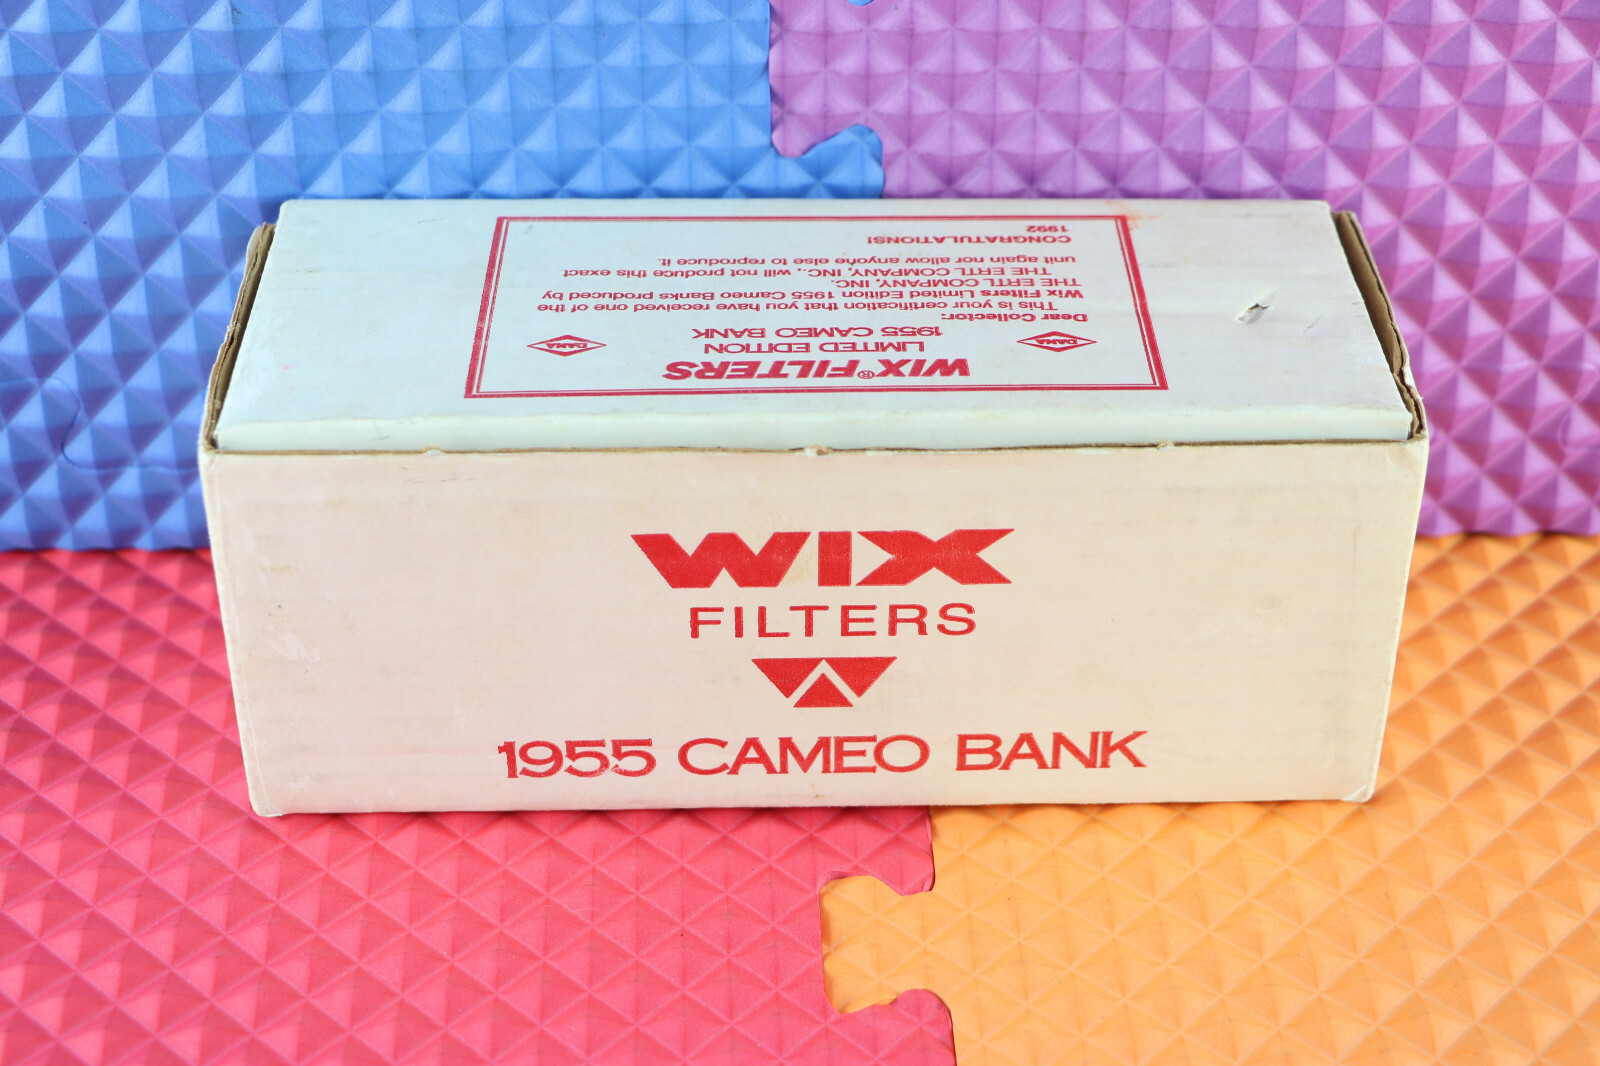 WIX® FILTERS
LIMITED EDITION
1955 CAMEO BANK
DANA
DANA
Dear Collector:
This is your certification that you have received one of the
Wix Filters Limited Edition 1955 Cameo Banks produced by
THE ERTL COMPANY, INC.
THE ERTL COMPANY, INC., will not produce this exact
unit again nor allow anyone else to reproduce it.
CONGRATULATIONS!
1992
WIX
FILTERS
1955 CAMEO BANK